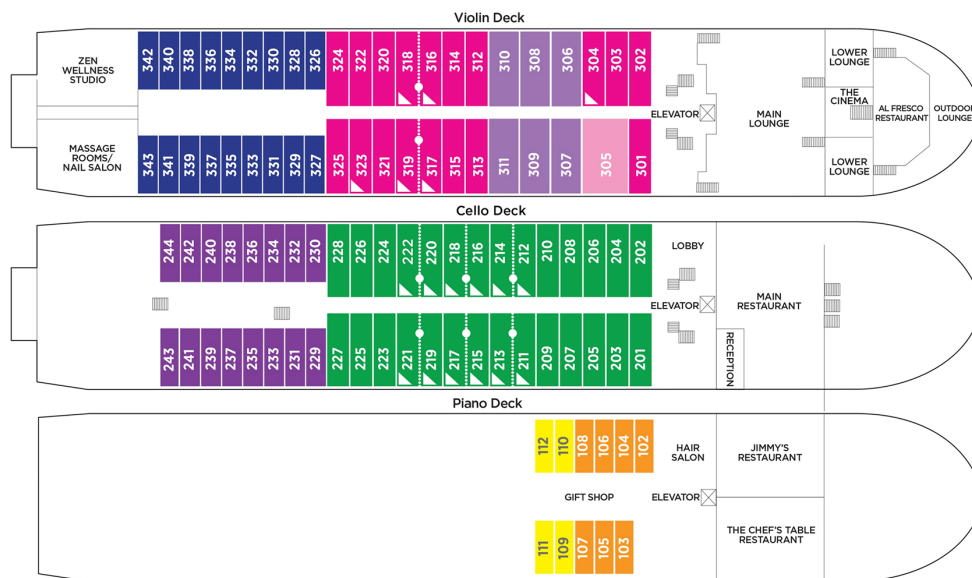 Violin Deck
ZEN
WELLNESS
STUDIO
342 340 338 336 334 332 330 328 326 324 322 320 318 316 314 312 310 308 306 304 303 302
MASSAGE
ROOMS/
NAIL SALON
343 341 339 337 335 333 331 329 327 325 323 321 319 317 315 313 311 309 307 305 301
ELEVATOR
MAIN
LOUNGE
LOWER
LOUNGE
THE
CINEMA
LOWER
LOUNGE
AL FRESCO
RESTAURANT
OUTDOOR
LOUNGE
Cello Deck
244 242 240 238 236 234 232 230 228 226 224 222 220 218 216 214 212 210 208 206 204 202
243 241 239 237 235 233 231 229 227 225 223 221 219 217 215 213 211 209 207 205 203 201
LOBBY
ELEVATOR
RECEPTION
MAIN
RESTAURANT
Piano Deck
112 110 108 106 104 102
GIFT SHOP
111 109 107 105 103
HAIR
SALON
ELEVATOR
JIMMY'S
RESTAURANT
THE CHEF'S TABLE
RESTAURANT